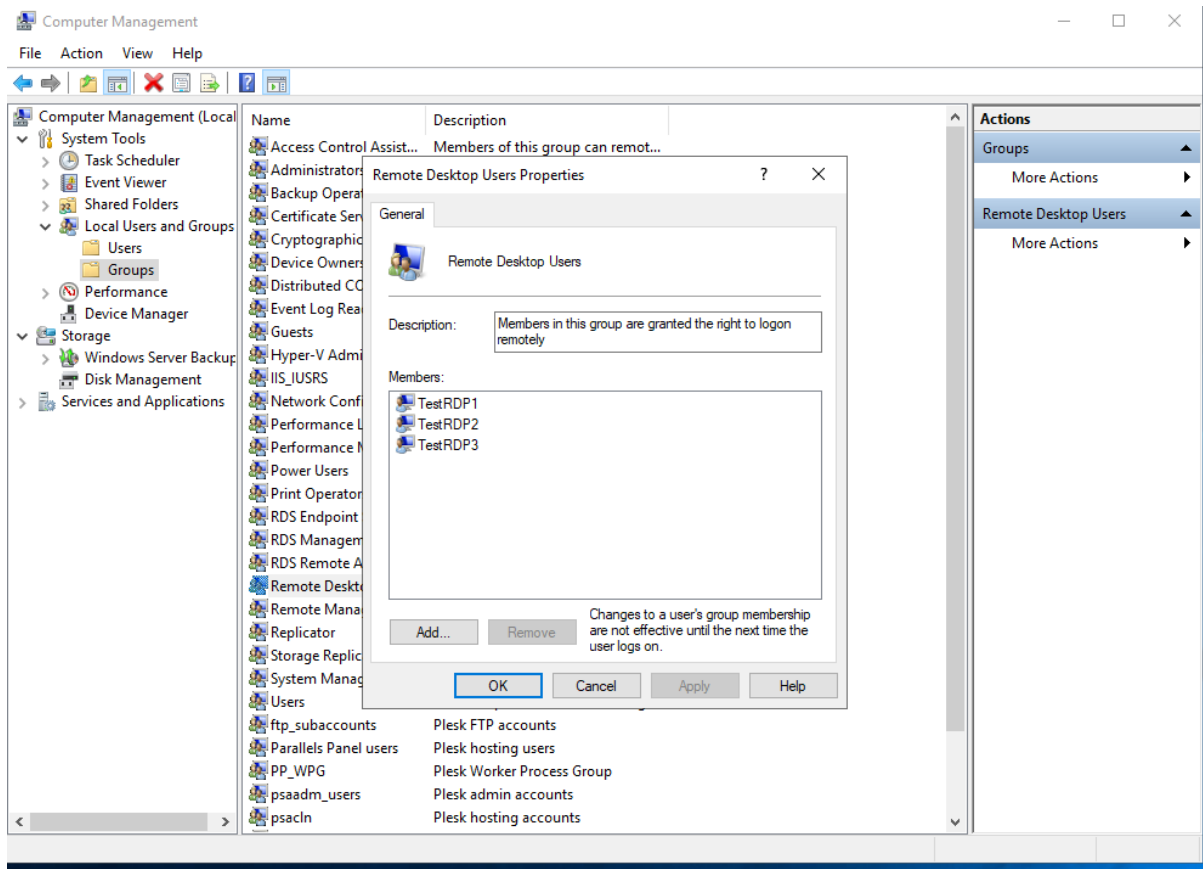 Computer Management
File Action View Help
Computer Management (Local
System Tools
Task Scheduler
Event Viewer
Shared Folders
Local Users and Groups
Users
Groups
Performance
Device Manager
Storage
Windows Server Backup
Disk Management
Services and Applications
Name Description
Access Control Assist... Members of this group can remot...
Administrators
Backup Operat
Certificate Serv
Cryptographic
Device Owners
Distributed CO
Event Log Rea
Guests
Hyper-V Admi
IIS_IUSRS
Network Confi
Performance L
Performance M
Power Users
Print Operator
RDS Endpoint
RDS Managem
RDS Remote A
Remote Deskto
Remote Mana
Replicator
Storage Replic
System Manag
Users
ftp_subaccounts Plesk FTP accounts
Parallels Panel users Plesk hosting users
PP_WPG Plesk Worker Process Group
psaadm_users Plesk admin accounts
psacln Plesk hosting accounts
Remote Desktop Users Properties ?
General
Remote Desktop Users
Description: Members in this group are granted the right to logon
remotely
Members:
TestRDP1
TestRDP2
TestRDP3
Add... Remove
Changes to a user's group membership
are not effective until the next time the
user logs on.
OK Cancel Apply Help
Actions
Groups
More Actions
Remote Desktop Users
More Actions